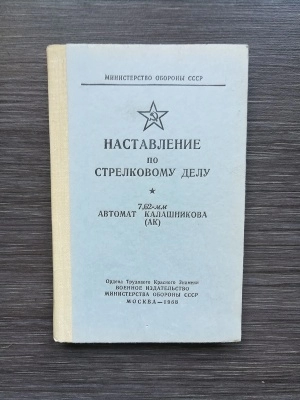 МИНИСТЕРСТВО ОБОРОНЫ СССР
НАСТАВЛЕНИЕ
ПО
СТРЕЛКОВОМУ ДЕЛУ
7,62-мм
АВТОМАТ КАЛАШНИКОВА
(АК)
Ордена Трудового Красного Знамени
ВОЕННОЕ ИЗДАТЕЛЬСТВО
МИНИСТЕРСТВА ОБОРОНЫ СССР
МОСКВА—1968